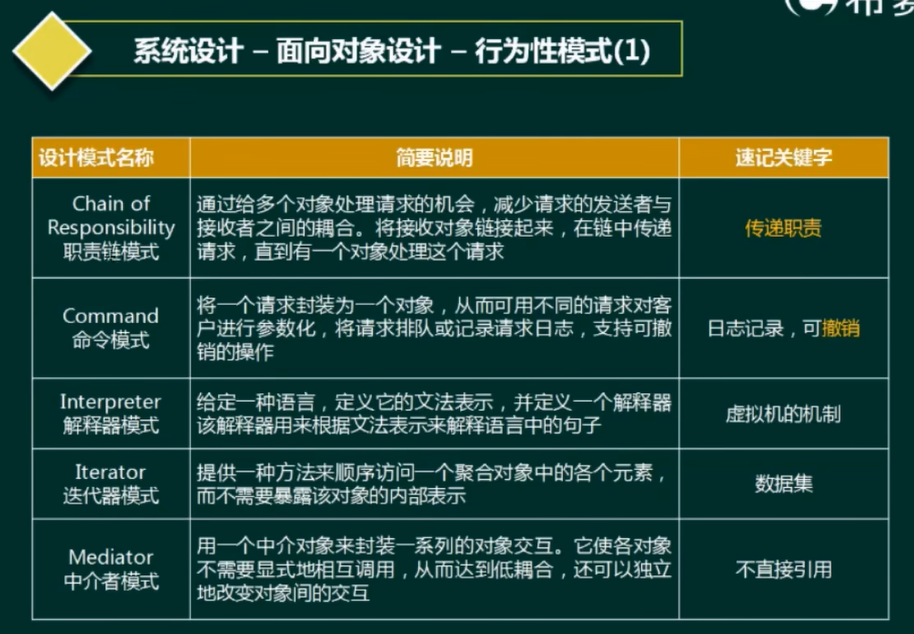 系统设计 – 面向对象设计 – 行为性模式(1)
设计模式名称
简要说明
速记关键字
Chain of
Responsibility
职责链模式
通过给多个对象处理请求的机会，减少请求的发送者与
接收者之间的耦合。将接收对象链接起来，在链中传递
请求，直到有一个对象处理这个请求
传递职责
Command
命令模式
将一个请求封装为一个对象，从而可用不同的请求对客
户进行参数化，将请求排队或记录请求日志，支持可撤
销的操作
日志记录，可撤销
Interpreter
解释器模式
给定一种语言，定义它的文法表示，并定义一个解释器
该解释器用来根据文法表示来解释语言中的句子
虚拟机的机制
Iterator
迭代器模式
提供一种方法来顺序访问一个聚合对象中的各个元素，
而不需要暴露该对象的内部表示
数据集
Mediator
中介者模式
用一个中介对象来封装一系列的对象交互。它使各对象
不需要显式地相互调用，从而达到低耦合，还可以独立
地改变对象间的交互
不直接引用